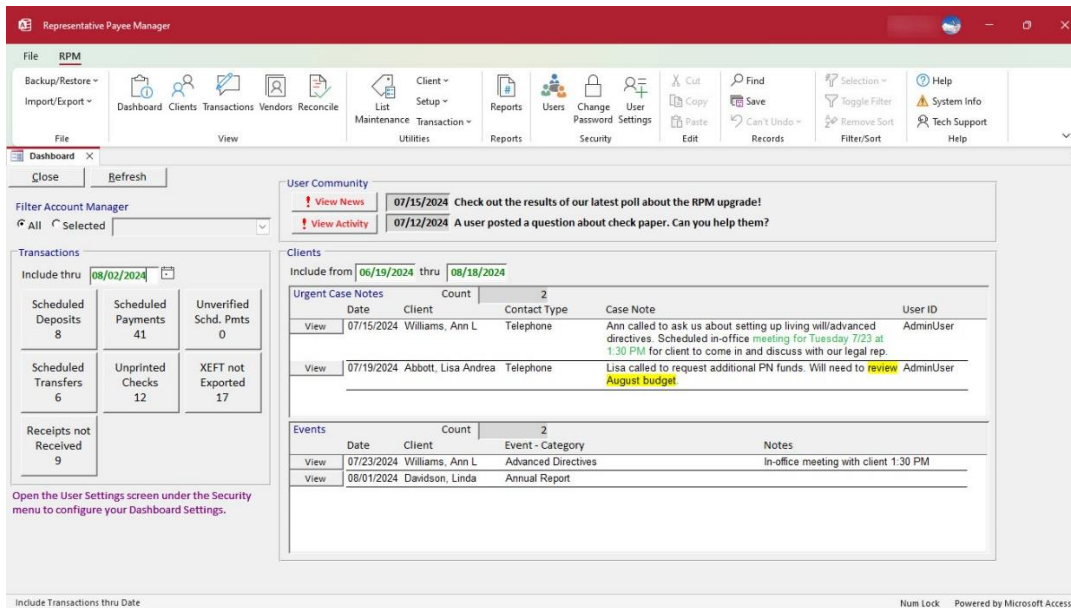 Representative Payee Manager
File RPM
Backup/Restore
Import/Export
File
Dashboard Clients Transactions Vendors Reconcile
View
List Maintenance
Client
Setup
Transaction
Utilities
Reports
Reports
Users Change Password User Settings
Security
Cut
Copy
Paste
Edit
Find
Save
Can't Undo
Records
Selection
Toggle Filter
Remove Sort
Filter/Sort
Help
System Info
Tech Support
Help
Dashboard X
Close Refresh
Filter Account Manager
All Selected
Transactions
Include thru 08/02/2024
Scheduled Deposits 8
Scheduled Payments 41
Unverified Schd. Pmts 0
Scheduled Transfers 6
Unprinted Checks 12
XEFT not Exported 17
Receipts not Received 9
Open the User Settings screen under the Security
menu to configure your Dashboard Settings.
User Community
! View News 07/15/2024 Check out the results of our latest poll about the RPM upgrade!
! View Activity 07/12/2024 A user posted a question about check paper. Can you help them?
Clients
Include from 06/19/2024 thru 08/18/2024
Urgent Case Notes Count 2
Date Client Contact Type Case Note User ID
View 07/15/2024 Williams, Ann L Telephone Ann called to ask us about setting up living will/advanced AdminUser
directives. Scheduled in-office meeting for Tuesday 7/23 at
1:30 PM for client to come in and discuss with our legal rep.
View 07/19/2024 Abbott, Lisa Andrea Telephone Lisa called to request additional PN funds. Will need to review AdminUser
August budget.
Events Count 2
Date Client Event - Category Notes
View 07/23/2024 Williams, Ann L Advanced Directives In-office meeting with client 1:30 PM
View 08/01/2024 Davidson, Linda Annual Report
Include Transactions thru Date
Num Lock Powered by Microsoft Access